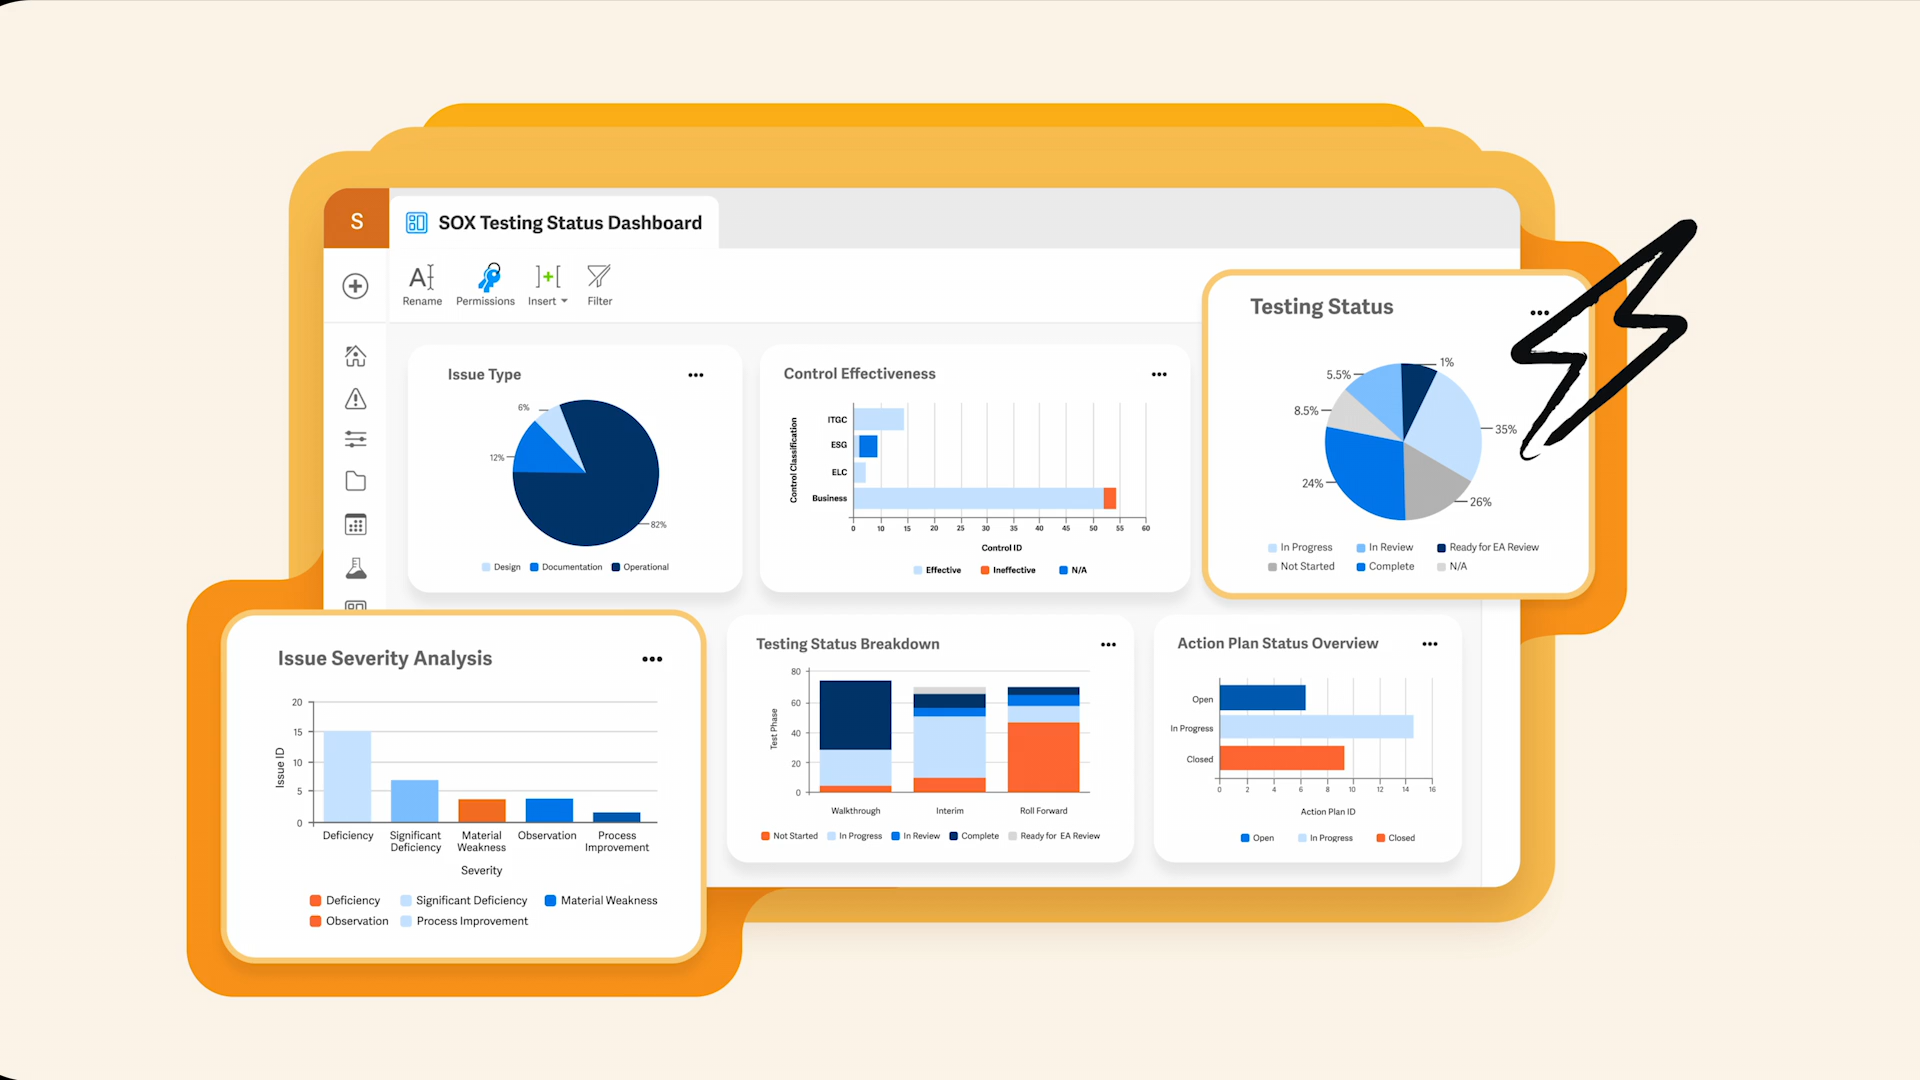 S
SOX Testing Status Dashboard
Rename
Permissions
Insert
Filter
Issue Type
6%
12%
82%
Design Documentation Operational
Control Effectiveness
Control Classification
ITGC
ESG
ELC
Business
0 10 15 20 25 30 35 40 45 50 55 60
Control ID
Effective Ineffective N/A
Testing Status
1%
5.5%
8.5%
35%
24%
26%
In Progress In Review Ready for EA Review
Not Started Complete N/A
Issue Severity Analysis
Issue ID
20
15
10
5
0
Deficiency
Significant
Deficiency
Material
Weakness
Observation
Process
Improvement
Severity
Deficiency Significant Deficiency Material Weakness
Observation Process Improvement
Testing Status Breakdown
Test Phase
80
60
40
20
0
Walkthrough Interim Roll Forward
Not Started In Progress In Review Complete Ready for EA Review
Action Plan Status Overview
Open
In Progress
Closed
0 2 4 6 8 10 12 14 16
Action Plan ID
Open In Progress Closed